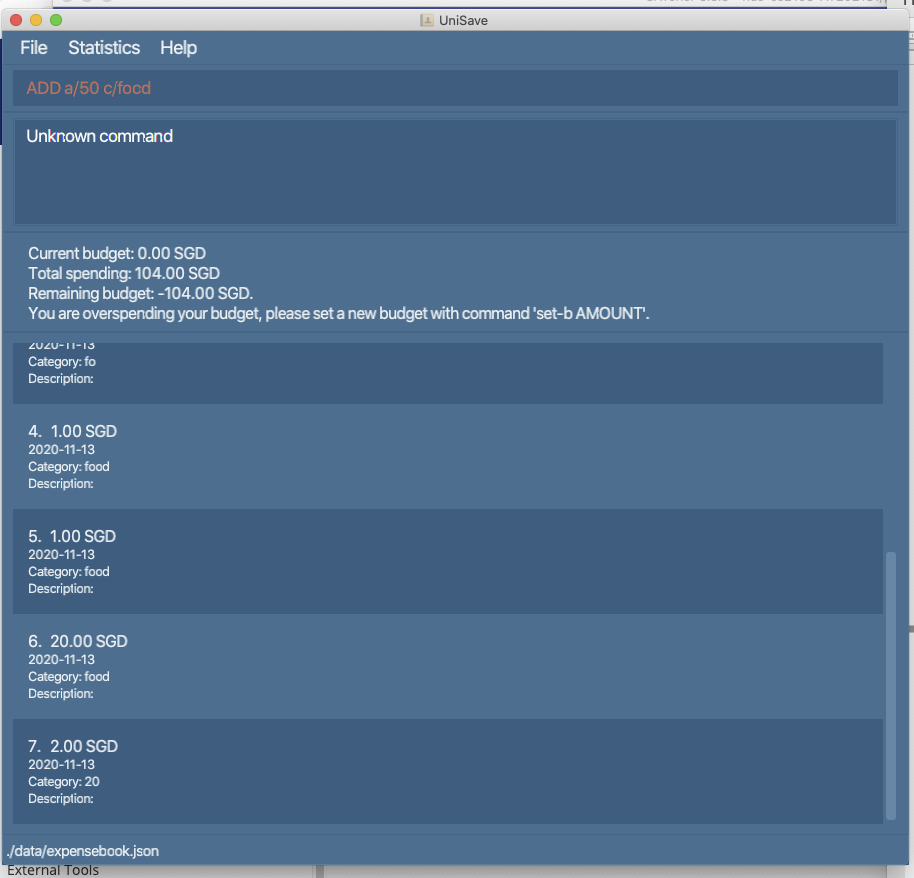 UniSave
File Statistics Help
ADD a/50 c/focd
Unknown command
Current budget: 0.00 SGD
Total spending: 104.00 SGD
Remaining budget: -104.00 SGD.
You are overspending your budget, please set a new budget with command 'set-b AMOUNT'.
2020-11-13
Category: fo
Description:
4. 1.00 SGD
2020-11-13
Category: food
Description:
5. 1.00 SGD
2020-11-13
Category: food
Description:
6. 20.00 SGD
2020-11-13
Category: food
Description:
7. 2.00 SGD
2020-11-13
Category: 20
Description:
./data/expensebook.json
External Tools